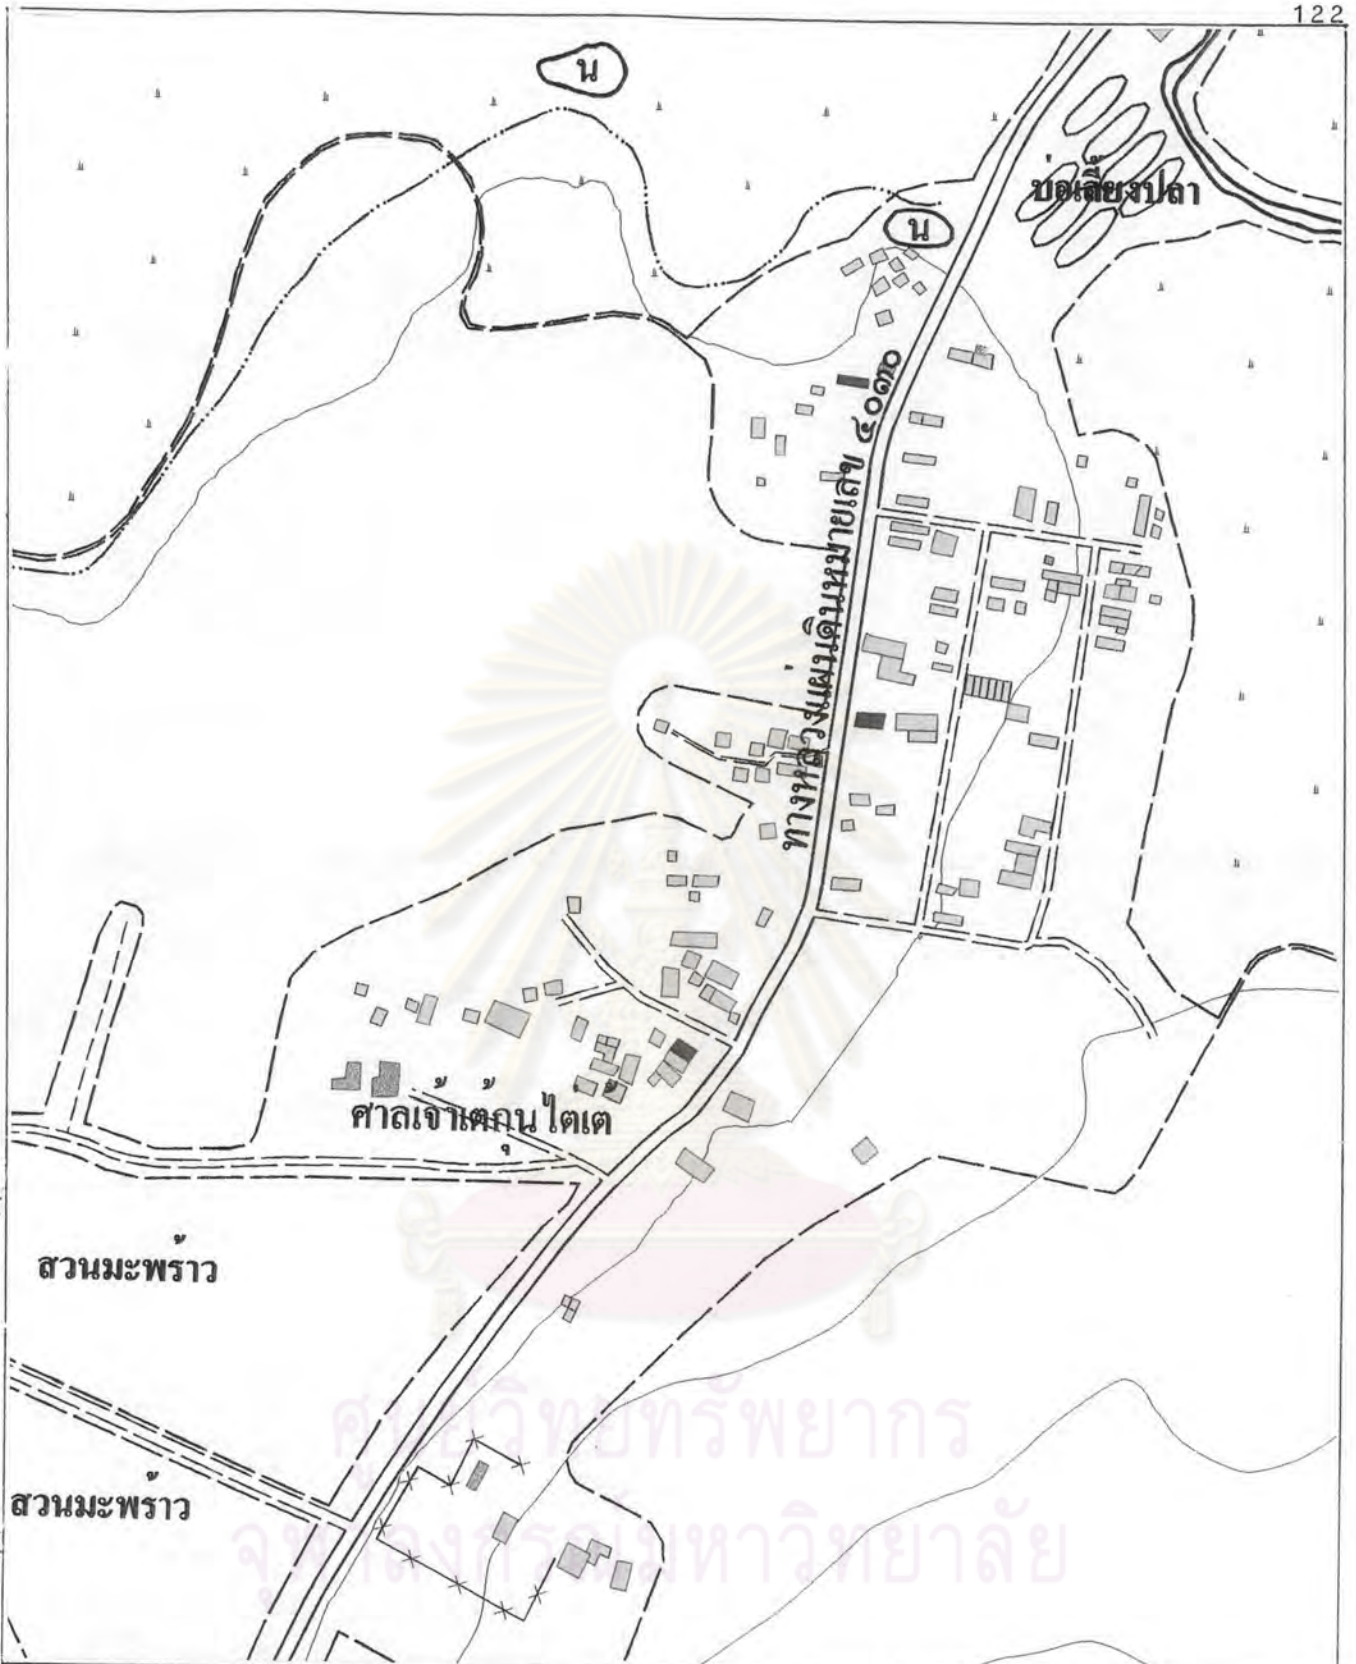 122
น
บ่อเลี้ยงปลา
น
ทางหลวงแผ่นดินหมายเลข ๔๐๓๐
ศาลเจ้าเต้กุน ไต่เต้
สวนมะพร้าว
ศูนย์วิทยทรัพยากร
สวนมะพร้าว
จุฬาลงกรณ์มหาวิทยาลัย